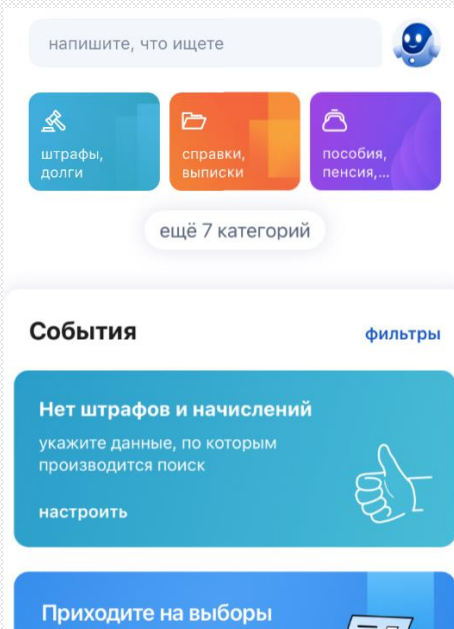 напишите, что ищете
штрафы,
долги
справки,
выписки
пособия,
пенсия,...
ещё 7 категорий
События
фильтры
Нет штрафов и начислений
укажите данные, по которым
производится поиск
настроить
Приходите на выборы